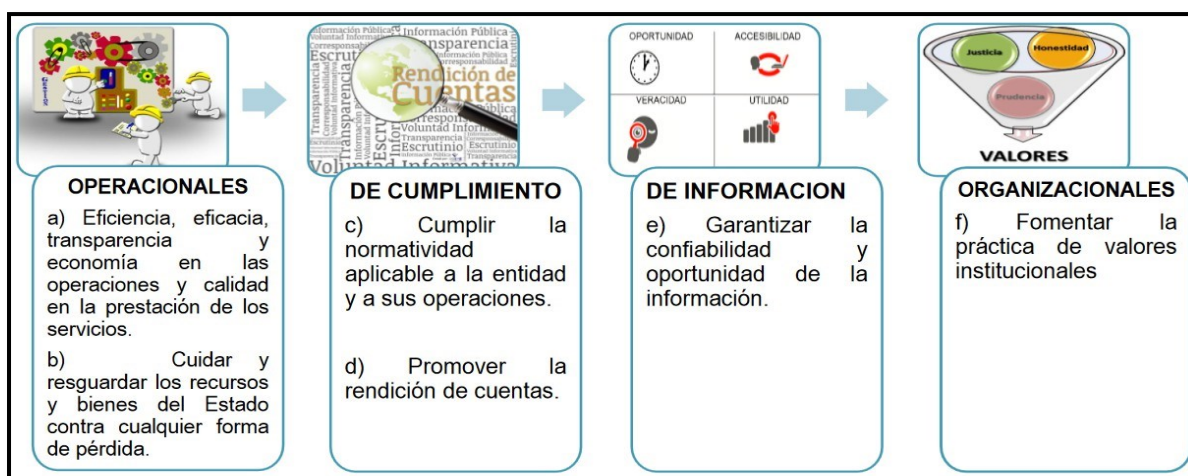 OPORTUNIDAD
ACCESIBILIDAD
VERACIDAD
UTILIDAD
Información Pública
Transparencia
Rendición de
Cuentas
Voluntad Informativa
Transparencia
Escrutinio
Voluntad Informativa
Justicia
Honestidad
Prudencia
VALORES
OPERACIONALES
a) Eficiencia, eficacia,
transparencia y
economía en las
operaciones y calidad
en la prestación de los
servicios.
b) Cuidar y
resguardar los recursos
y bienes del Estado
contra cualquier forma
de pérdida.
DE CUMPLIMIENTO
c) Cumplir la
normatividad
aplicable a la entidad
y a sus operaciones.
d) Promover la
rendición de cuentas.
DE INFORMACION
e) Garantizar la
confiabilidad y
oportunidad de la
información.
ORGANIZACIONALES
f) Fomentar la
práctica de valores
institucionales